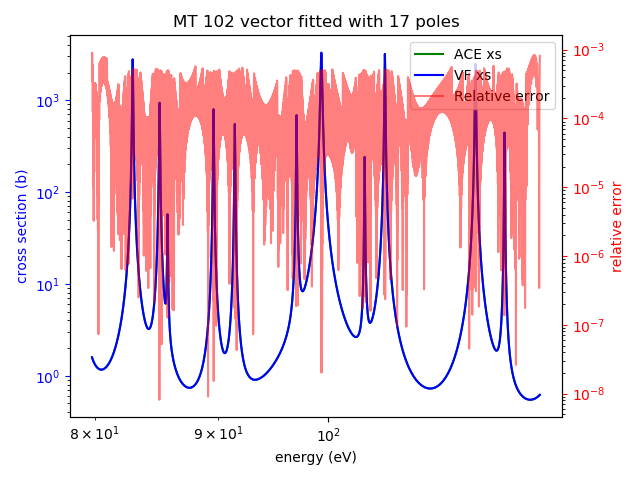 MT 102 vector fitted with 17 poles
ACE xs
VF xs
Relative error
cross section (b)
10³
10²
10¹
10⁰
relative error
10⁻³
10⁻⁴
10⁻⁵
10⁻⁶
10⁻⁷
10⁻⁸
8 × 10¹
9 × 10¹
10²
energy (eV)